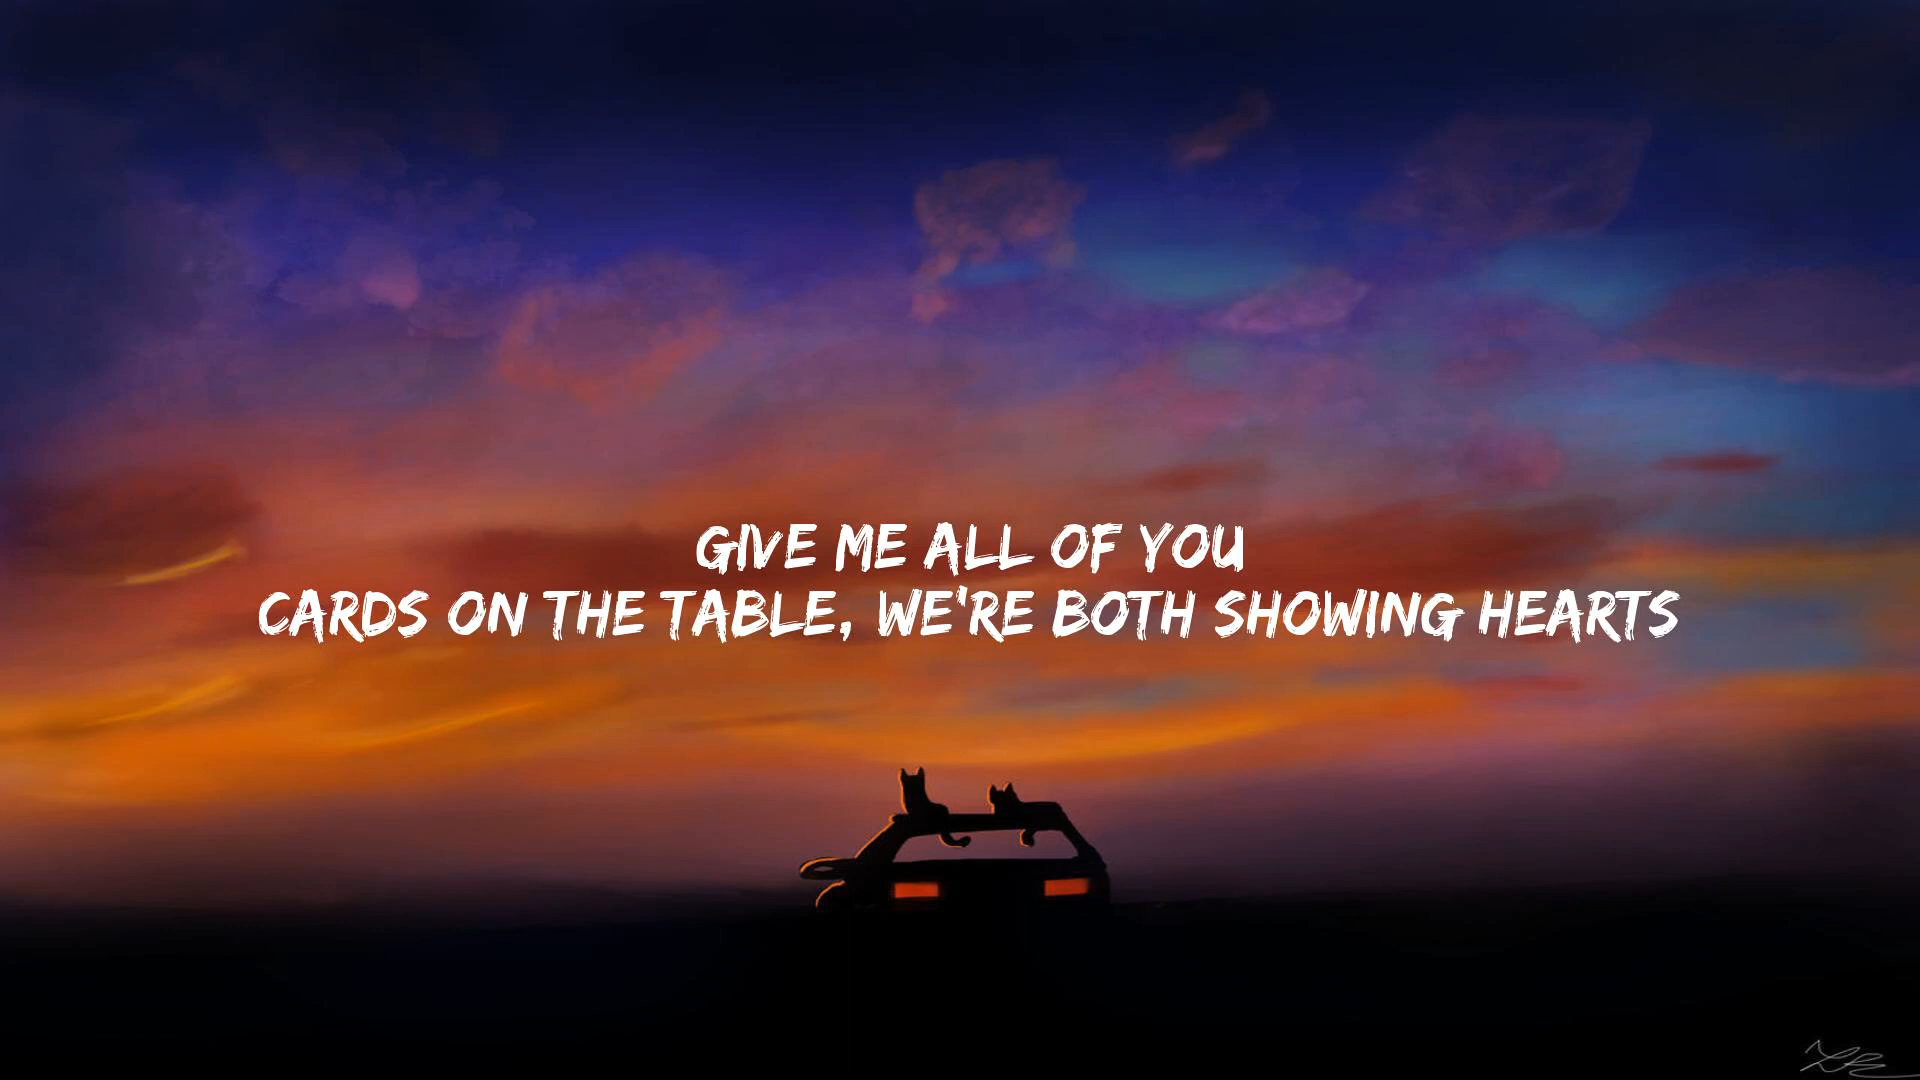 GIVE ME ALL OF YOU
CARDS ON THE TABLE, WE'RE BOTH SHOWING HEARTS